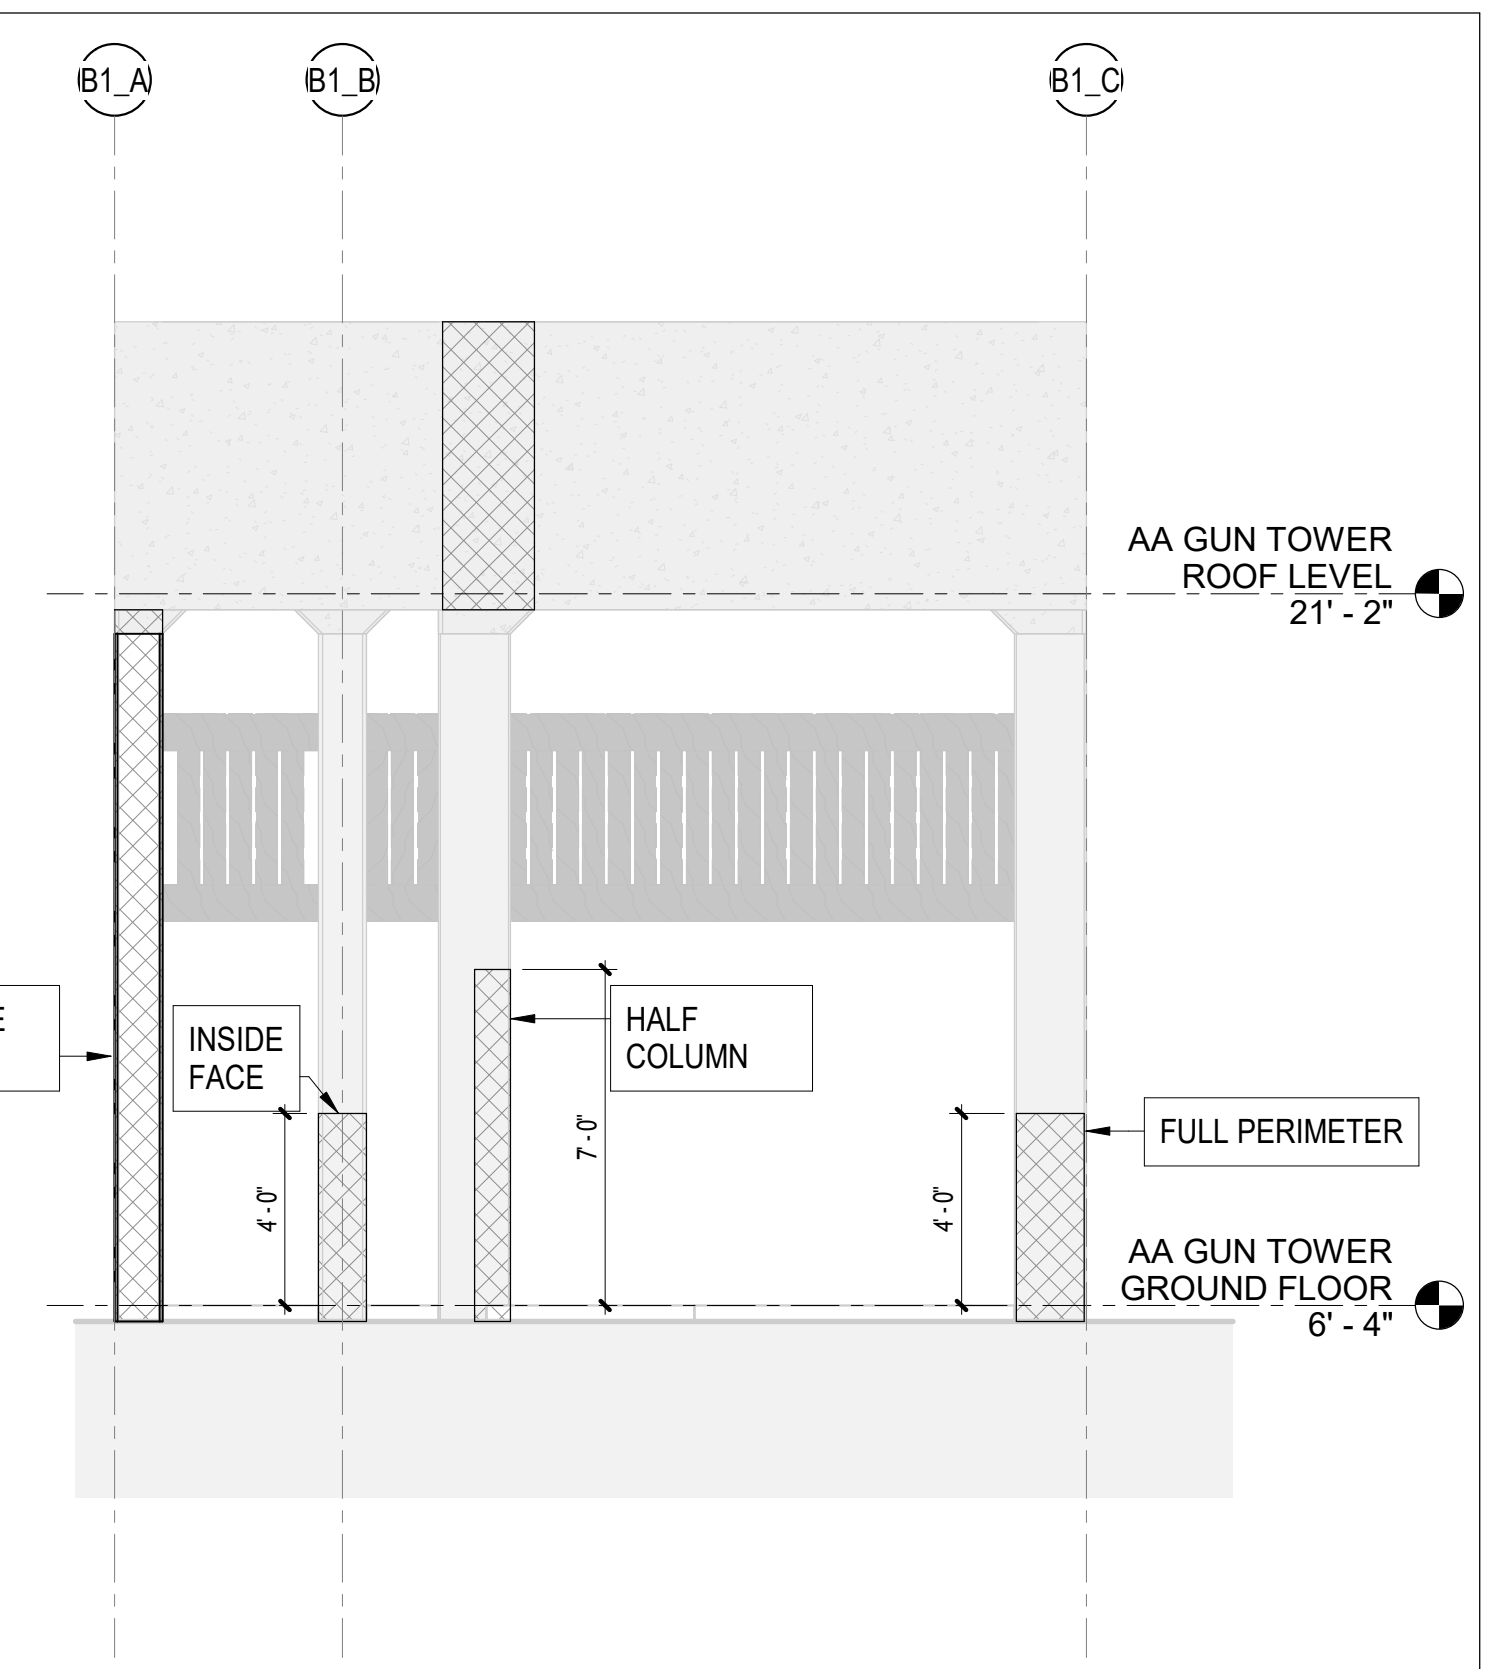 B1_A
B1_B
B1_C
AA GUN TOWER
ROOF LEVEL
21' - 2"
E
INSIDE
FACE
HALF
COLUMN
7' - 0"
4' - 0"
4' - 0"
FULL PERIMETER
AA GUN TOWER
GROUND FLOOR
6' - 4"